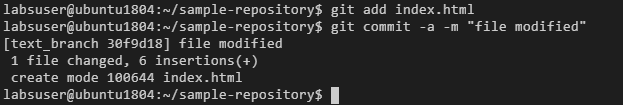 labsuser@ubuntu1804:~/sample-repository$ git add index.html
labsuser@ubuntu1804:~/sample-repository$ git commit -a -m "file modified"
[text_branch 30f9d18] file modified
 1 file changed, 6 insertions(+)
 create mode 100644 index.html
labsuser@ubuntu1804:~/sample-repository$